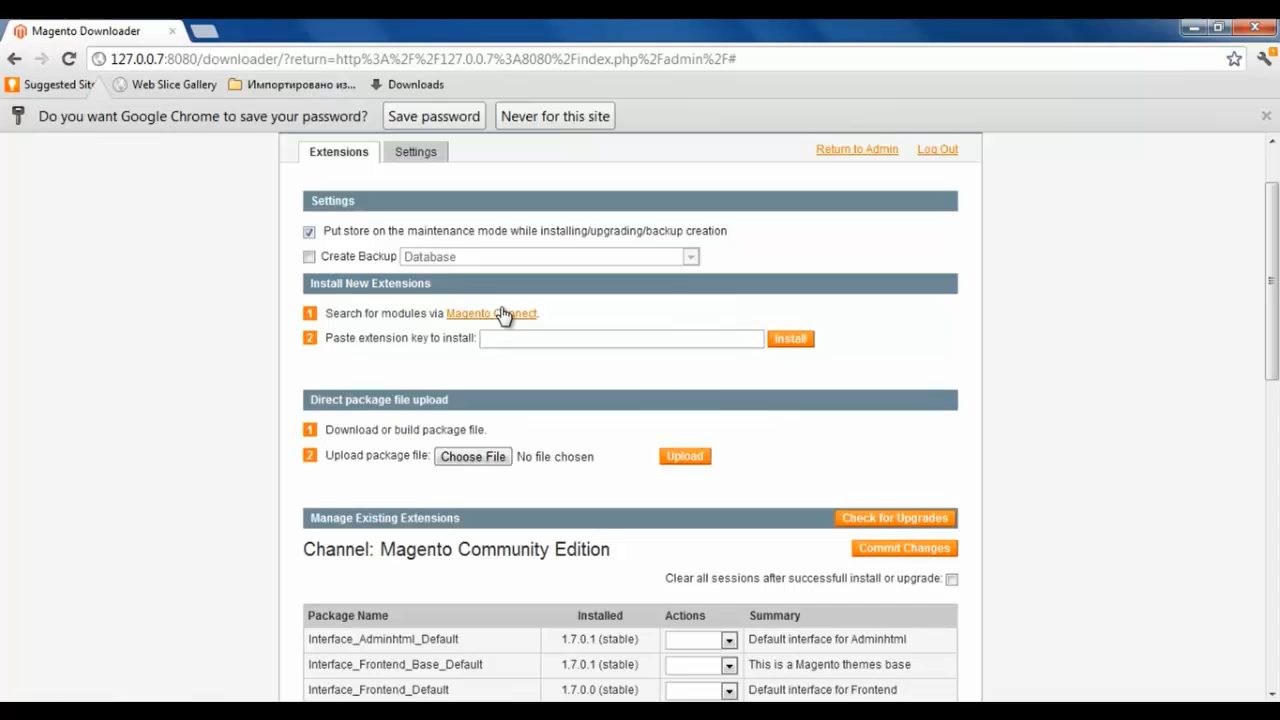 Magento Downloader
127.0.0.7:8080/downloader/?return=http%3A%2F%2F127.0.0.7%3A8080%2Findex.php%2Fadmin%2F#
Suggested Site Web Slice Gallery Импортировано из... Downloads
Do you want Google Chrome to save your password? Save password Never for this site
Extensions Settings Return to Admin Log Out
Settings
Put store on the maintenance mode while installing/upgrading/backup creation
Create Backup Database
Install New Extensions
1 Search for modules via Magento Connect.
2 Paste extension key to install: Install
Direct package file upload
1 Download or build package file.
2 Upload package file: Choose File No file chosen Upload
Manage Existing Extensions Check for Upgrades
Channel: Magento Community Edition Commit Changes
Clear all sessions after successfull install or upgrade:
Package Name Installed Actions Summary
Interface_Adminhtml_Default 1.7.0.1 (stable) Default interface for Adminhtml
Interface_Frontend_Base_Default 1.7.0.1 (stable) This is a Magento themes base
Interface_Frontend_Default 1.7.0.0 (stable) Default interface for Frontend